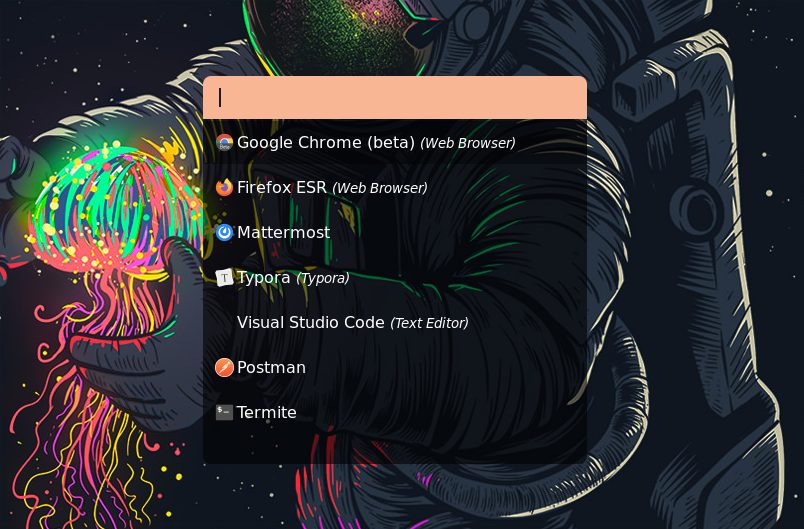 Google Chrome (beta) (Web Browser)
Firefox ESR (Web Browser)
Mattermost
Typora (Typora)
Visual Studio Code (Text Editor)
Postman
Termite